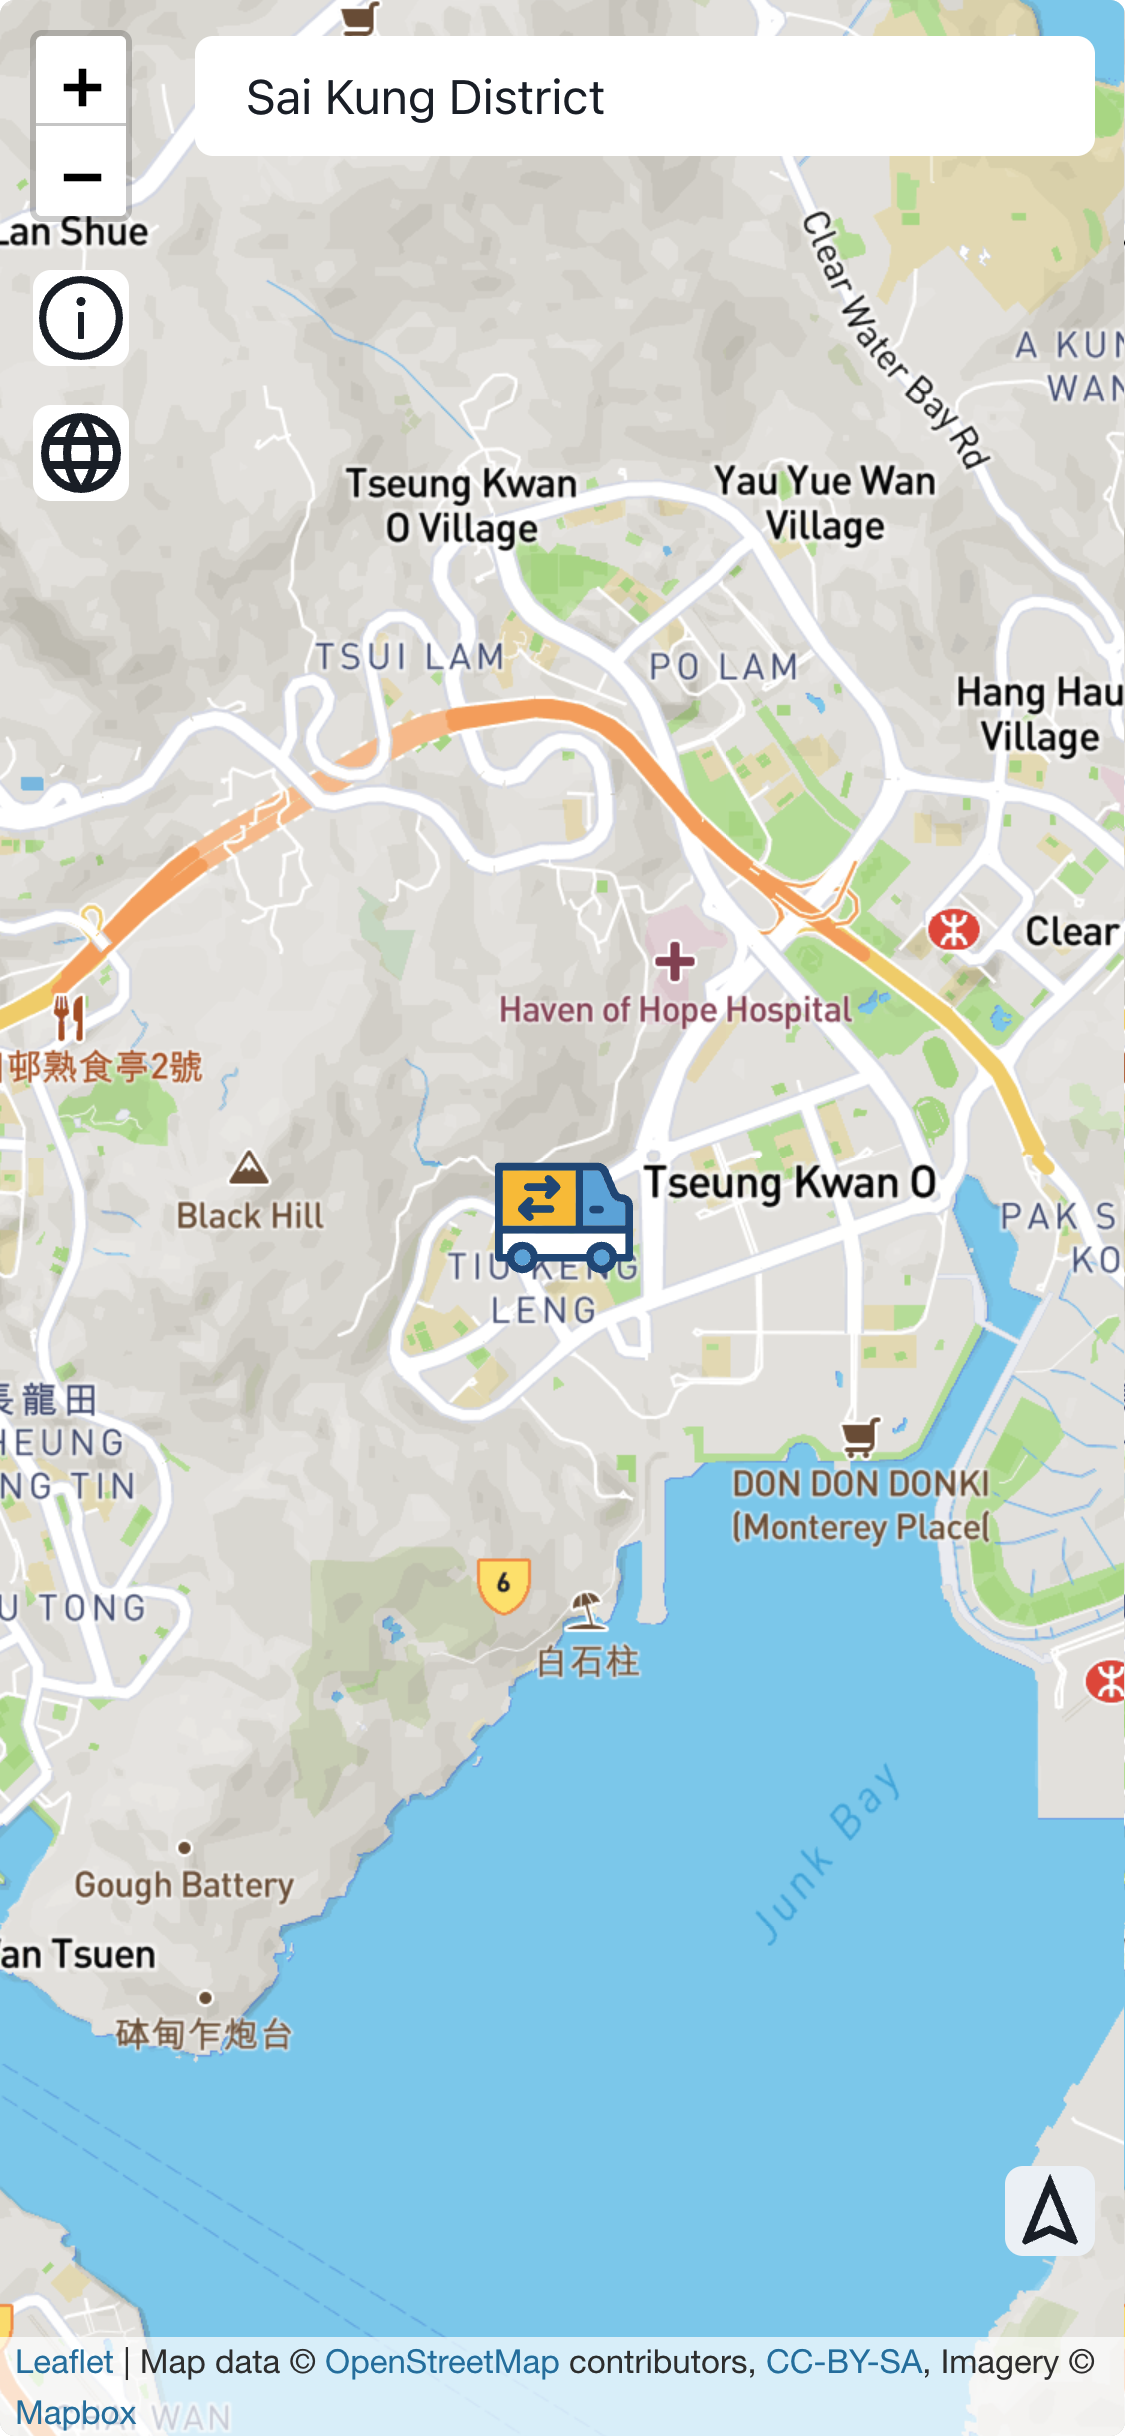 +
Sai Kung District
−
Lan Shue
Clear Water Bay Rd
A KUN
WAN
Tseung Kwan
O Village
Yau Yue Wan
Village
TSUI LAM
PO LAM
Hang Hau
Village
Clear
Haven of Hope Hospital
邨熟食亭2號
Black Hill
Tseung Kwan O
PAK S
KO
TIU KENG
LENG
長龍田
HEUNG
NG TIN
DON DON DONKI
(Monterey Place(
6
U TONG
白石柱
Junk Bay
Gough Battery
an Tsuen
砵甸乍炮台
Leaflet | Map data © OpenStreetMap contributors, CC-BY-SA, Imagery ©
Mapbox
WAN